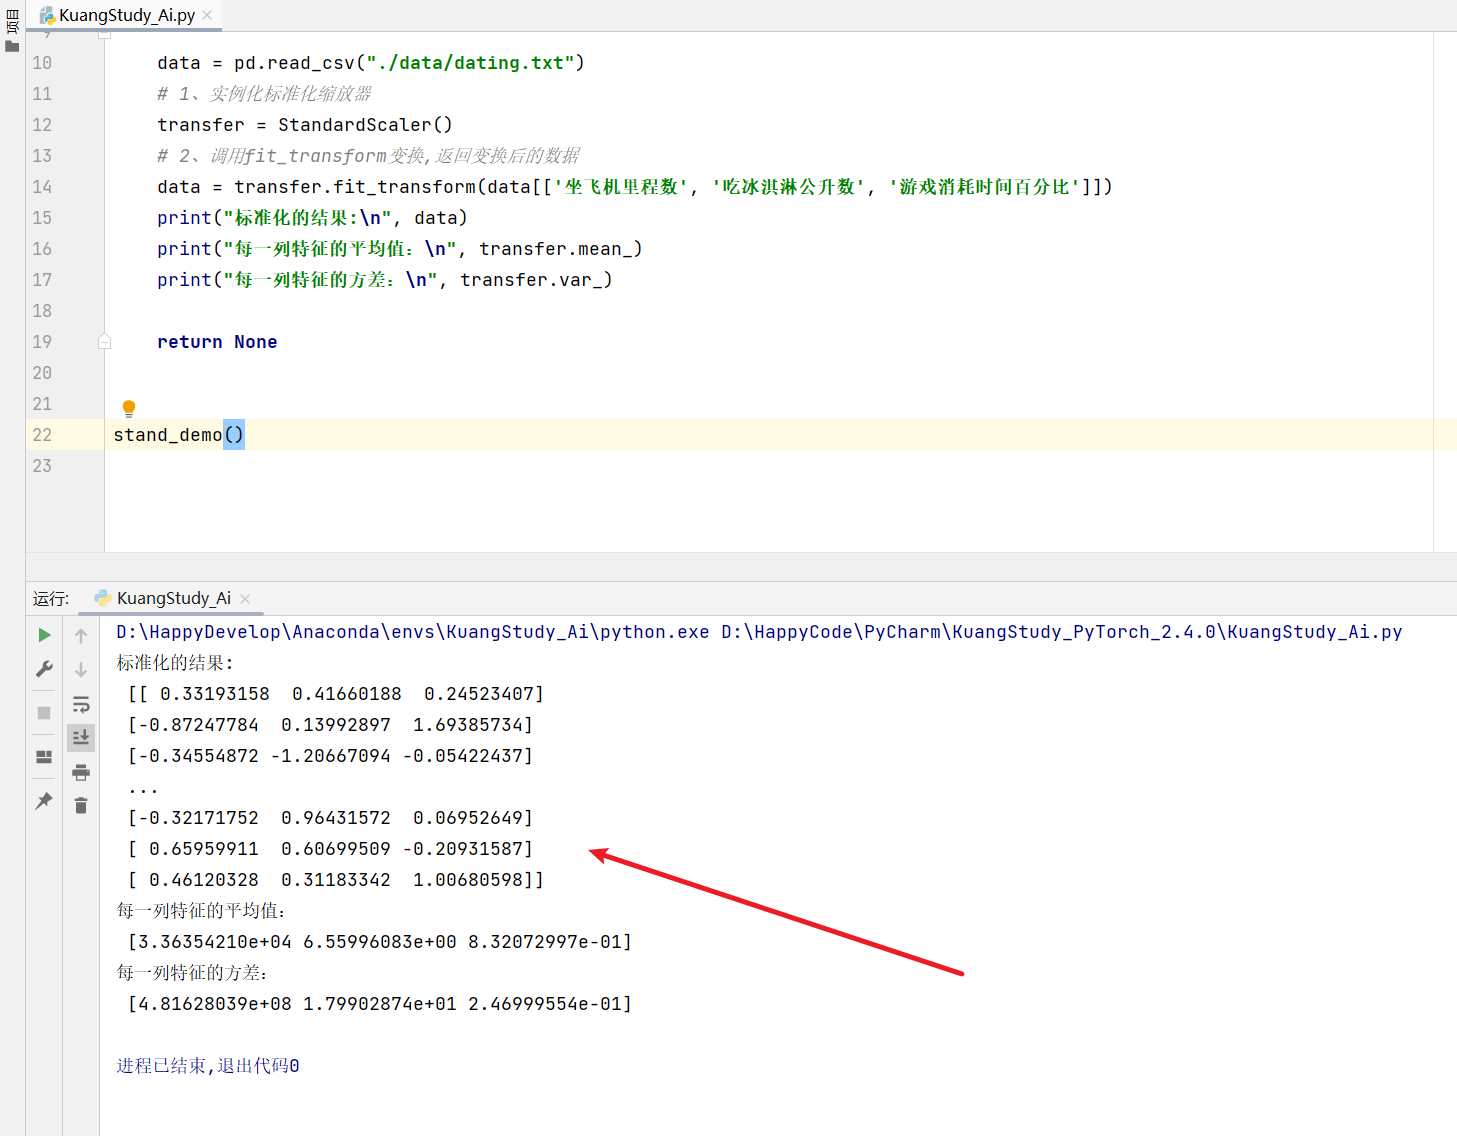 项目
KuangStudy_Ai.py
10 data = pd.read_csv("./data/dating.txt")
11 # 1、实例化标准化缩放器
12 transfer = StandardScaler()
13 # 2、调用fit_transform变换,返回变换后的数据
14 data = transfer.fit_transform(data[['坐飞机里程数', '吃冰淇淋公升数', '游戏消耗时间百分比']])
15 print("标准化的结果:\n", data)
16 print("每一列特征的平均值：\n", transfer.mean_)
17 print("每一列特征的方差：\n", transfer.var_)
18
19 return None
20
21
22 stand_demo()
23
运行: KuangStudy_Ai
D:\HappyDevelop\Anaconda\envs\KuangStudy_Ai\python.exe D:\HappyCode\PyCharm\KuangStudy_PyTorch_2.4.0\KuangStudy_Ai.py
标准化的结果:
[[ 0.33193158  0.41660188  0.24523407]
[-0.87247784  0.13992897  1.69385734]
[-0.34554872 -1.20667094 -0.05422437]
...
[-0.32171752  0.96431572  0.06952649]
[ 0.65959911  0.60699509 -0.20931587]
[ 0.46120328  0.31183342  1.00680598]]
每一列特征的平均值：
[3.36354210e+04 6.55996083e+00 8.32072997e-01]
每一列特征的方差：
[4.81628039e+08 1.79902874e+01 2.46999554e-01]
进程已结束,退出代码0